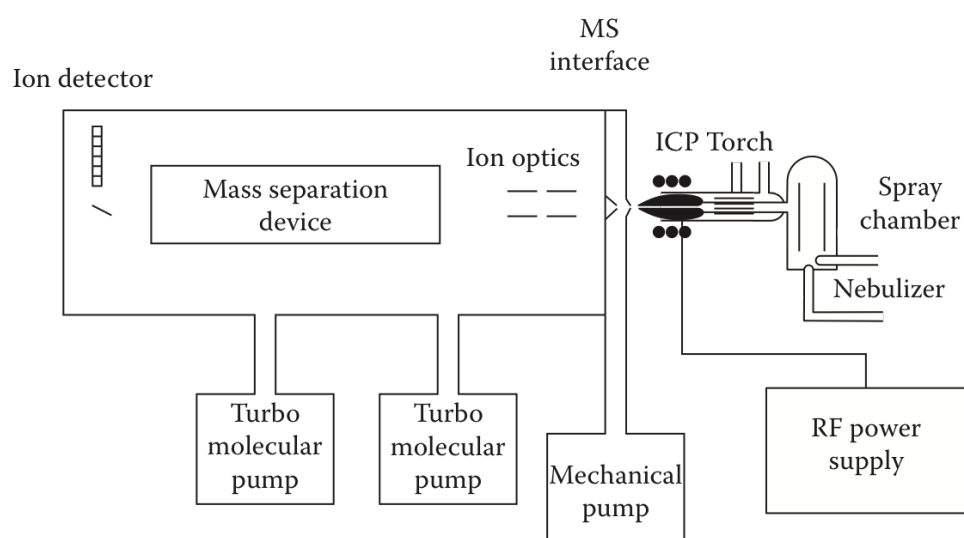 MS
interface
Ion detector
ICP Torch
Ion optics
Mass separation
device
Spray
chamber
Nebulizer
Turbo
molecular
pump
Turbo
molecular
pump
Mechanical
pump
RF power
supply